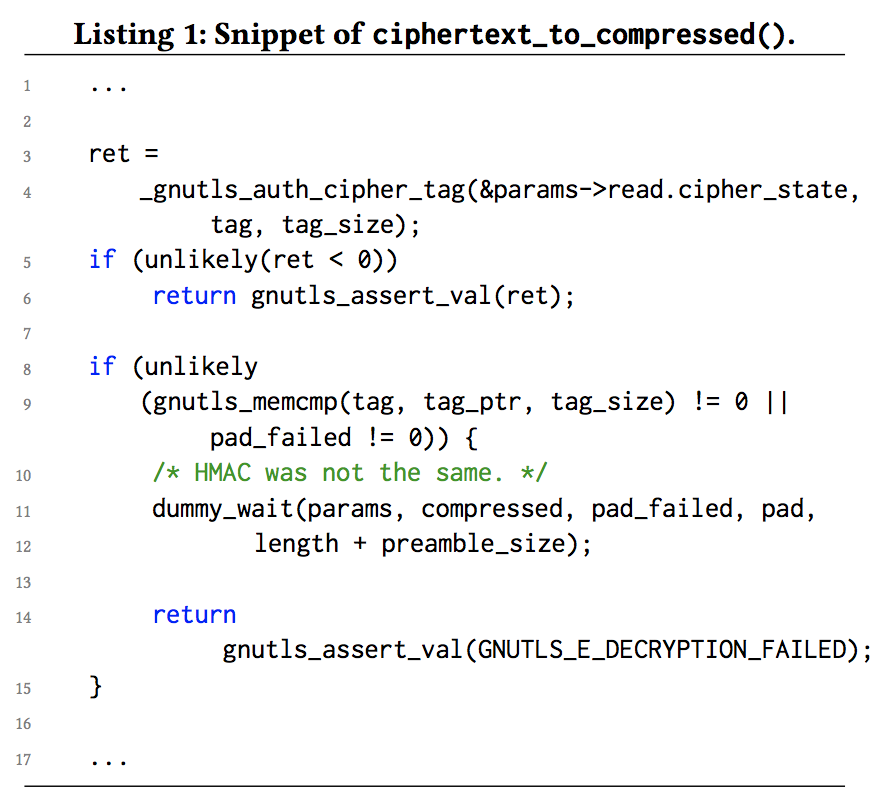 Listing 1: Snippet of ciphertext_to_compressed().
1 ...
2
3 ret =
4 _gnutls_auth_cipher_tag(&params->read.cipher_state,
tag, tag_size);
5 if (unlikely(ret < 0))
6 return gnutls_assert_val(ret);
7
8 if (unlikely
9 (gnutls_memcmp(tag, tag_ptr, tag_size) != 0 ||
pad_failed != 0)) {
10 /* HMAC was not the same. */
11 dummy_wait(params, compressed, pad_failed, pad,
12 length + preamble_size);
13
14 return
gnutls_assert_val(GNUTLS_E_DECRYPTION_FAILED);
15 }
16
17 ...